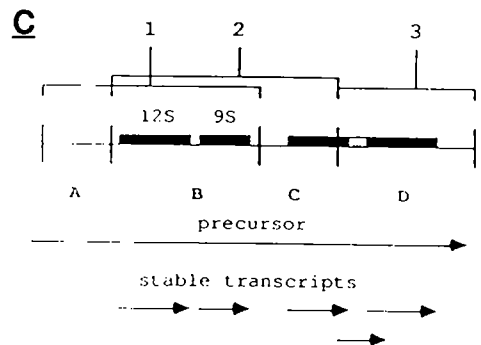 C
1 2 3
12S 9S
A B C D
precursor
stable transcripts